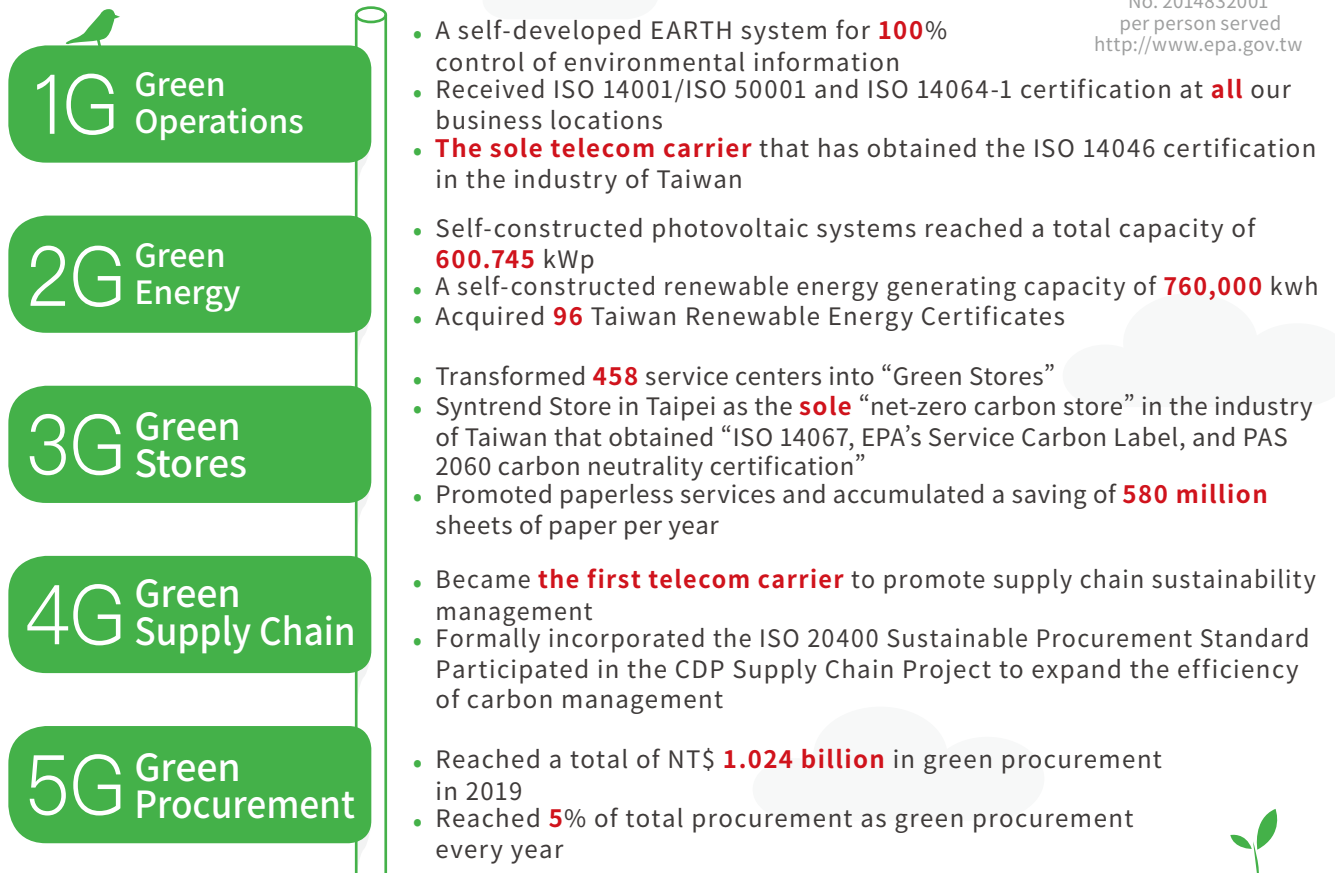 No. 2014832001
per person served
http://www.epa.gov.tw
1G Green
Operations
• A self-developed EARTH system for 100%
control of environmental information
• Received ISO 14001/ISO 50001 and ISO 14064-1 certification at all our
business locations
• The sole telecom carrier that has obtained the ISO 14046 certification
in the industry of Taiwan
2G Green
Energy
• Self-constructed photovoltaic systems reached a total capacity of
600.745 kWp
• A self-constructed renewable energy generating capacity of 760,000 kwh
• Acquired 96 Taiwan Renewable Energy Certificates
3G Green
Stores
• Transformed 458 service centers into “Green Stores”
• Syntrend Store in Taipei as the sole “net-zero carbon store” in the industry
of Taiwan that obtained “ISO 14067, EPA’s Service Carbon Label, and PAS
2060 carbon neutrality certification”
• Promoted paperless services and accumulated a saving of 580 million
sheets of paper per year
4G Green
Supply Chain
• Became the first telecom carrier to promote supply chain sustainability
management
• Formally incorporated the ISO 20400 Sustainable Procurement Standard
Participated in the CDP Supply Chain Project to expand the efficiency
of carbon management
5G Green
Procurement
• Reached a total of NT$ 1.024 billion in green procurement
in 2019
• Reached 5% of total procurement as green procurement
every year